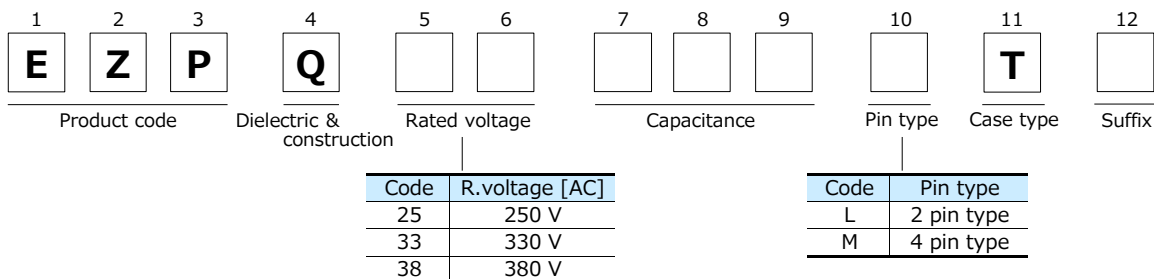 1 2 3 4 5 6 7 8 9 10 11 12
E Z P Q T
Product code Dielectric & construction Rated voltage Capacitance Pin type Case type Suffix
Code R.voltage [AC]
25 250 V
33 330 V
38 380 V
Code Pin type
L 2 pin type
M 4 pin type